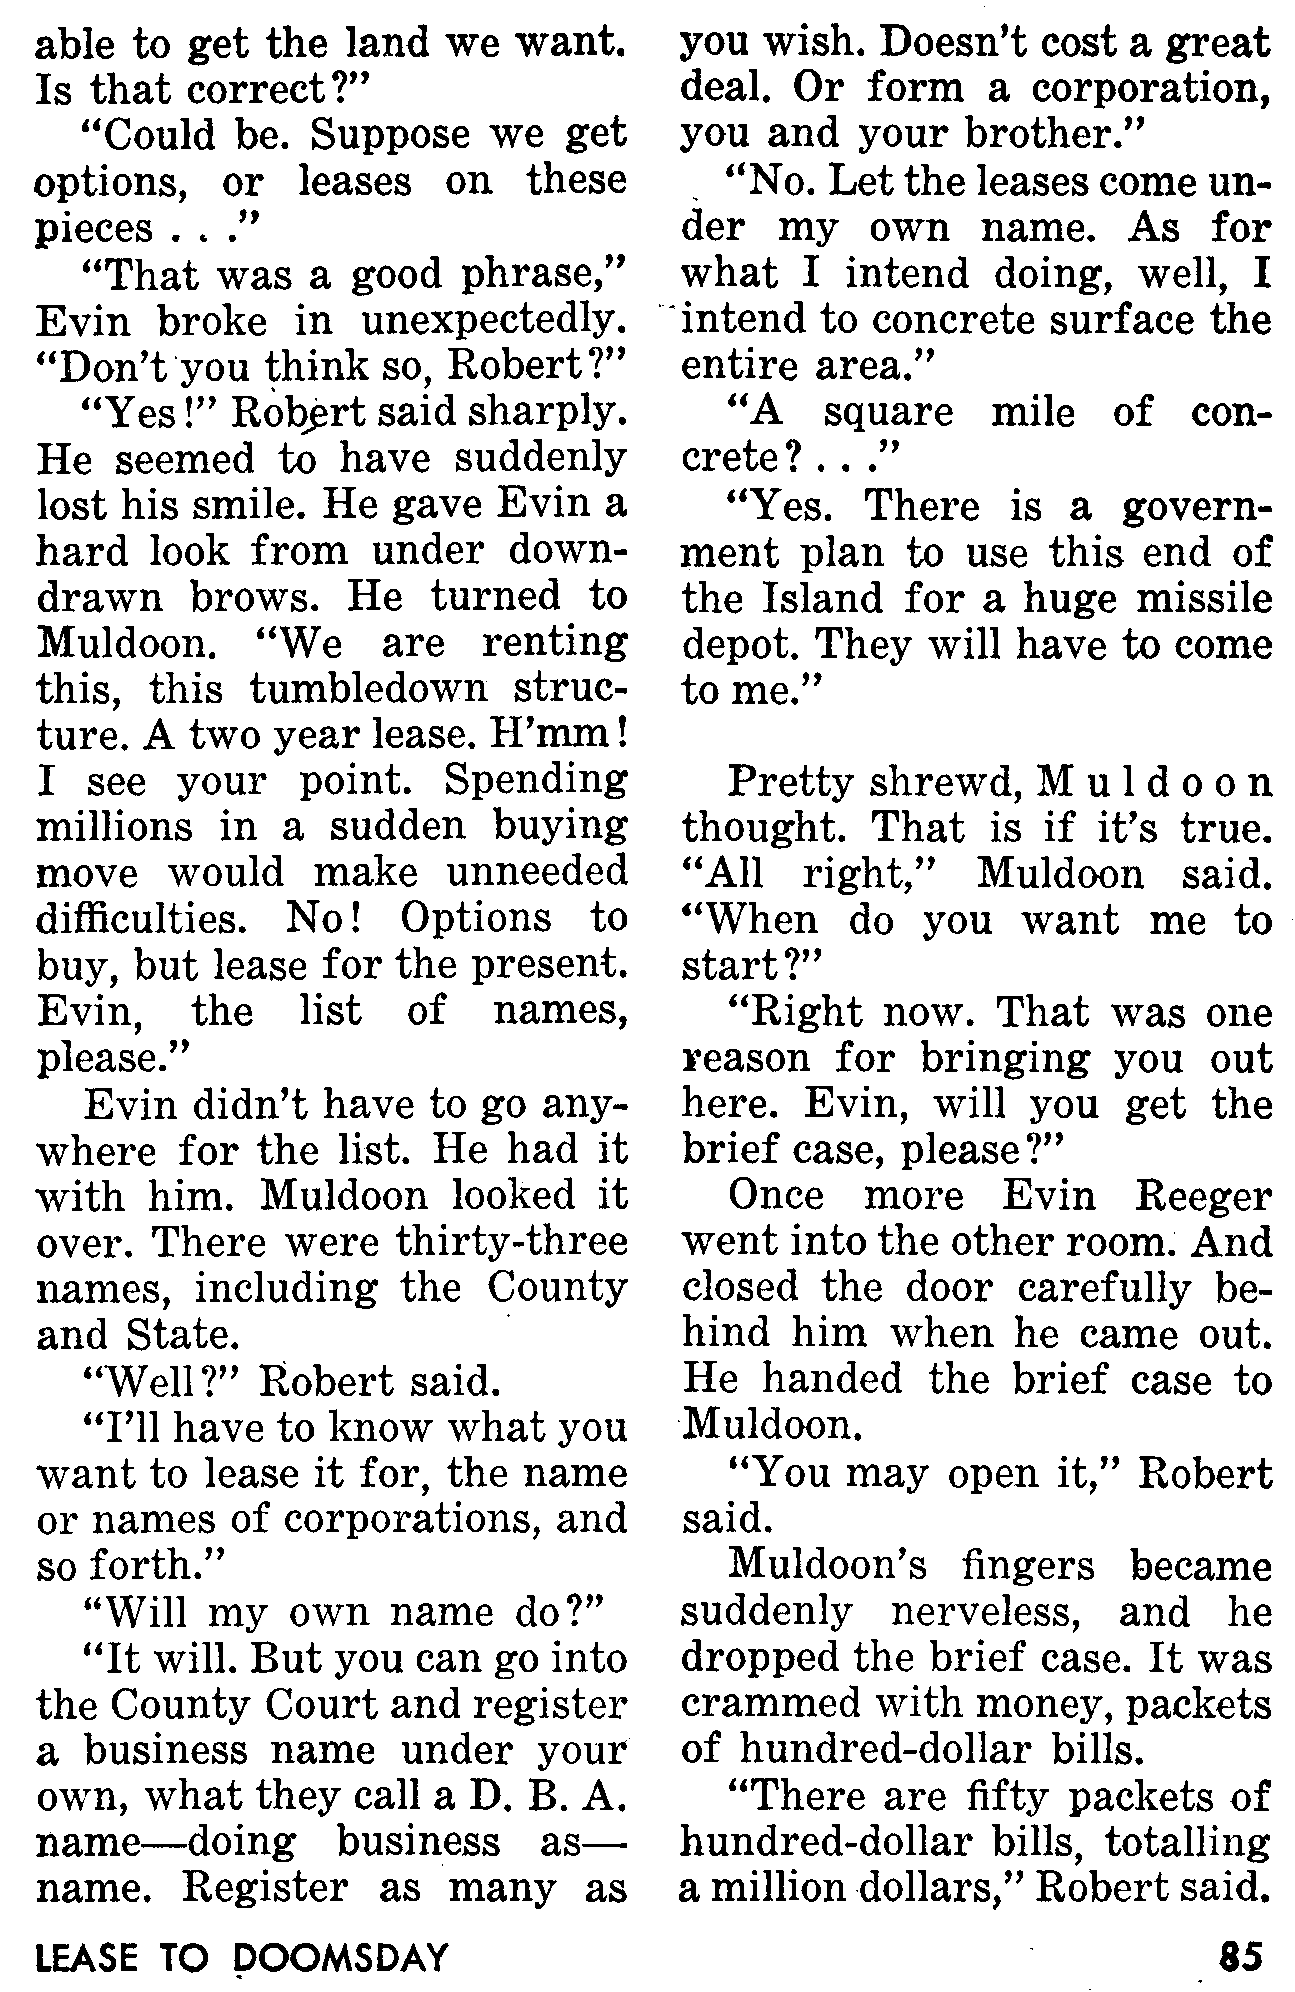 able to get the land we want.
Is that correct?”
“Could be. Suppose we get
options, or leases on these
pieces . . .”
“That was a good phrase,”
Evin broke in unexpectedly.
“Don’t you think so, Robert?”
“Yes!” Robert said sharply.
He seemed to have suddenly
lost his smile. He gave Evin a
hard look from under down-
drawn brows. He turned to
Muldoon. “We are renting
this, this tumbledown struc-
ture. A two year lease. H’mm!
I see your point. Spending
millions in a sudden buying
move would make unneeded
difficulties. No! Options to
buy, but lease for the present.
Evin, the list of names,
please.”
Evin didn’t have to go any-
where for the list. He had it
with him. Muldoon looked it
over. There were thirty-three
names, including the County
and State.
“Well?” Robert said.
“I’ll have to know what you
want to lease it for, the name
or names of corporations, and
so forth.”
“Will my own name do?”
“It will. But you can go into
the County Court and register
a business name under your
own, what they call a D. B. A.
name—doing business as—
name. Register as many as
you wish. Doesn’t cost a great
deal. Or form a corporation,
you and your brother.”
“No. Let the leases come un-
der my own name. As for
what I intend doing, well, I
intend to concrete surface the
entire area.”
“A square mile of con-
crete? . . .”
“Yes. There is a govern-
ment plan to use this end of
the Island for a huge missile
depot. They will have to come
to me.”
Pretty shrewd, Muldoon
thought. That is if it’s true.
“All right,” Muldoon said.
“When do you want me to
start?”
“Right now. That was one
reason for bringing you out
here. Evin, will you get the
brief case, please?”
Once more Evin Reeger
went into the other room. And
closed the door carefully be-
hind him when he came out.
He handed the brief case to
Muldoon.
“You may open it,” Robert
said.
Muldoon’s fingers became
suddenly nerveless, and he
dropped the brief case. It was
crammed with money, packets
of hundred-dollar bills.
“There are fifty packets of
hundred-dollar bills, totalling
a million dollars,” Robert said.
LEASE TO DOOMSDAY
85